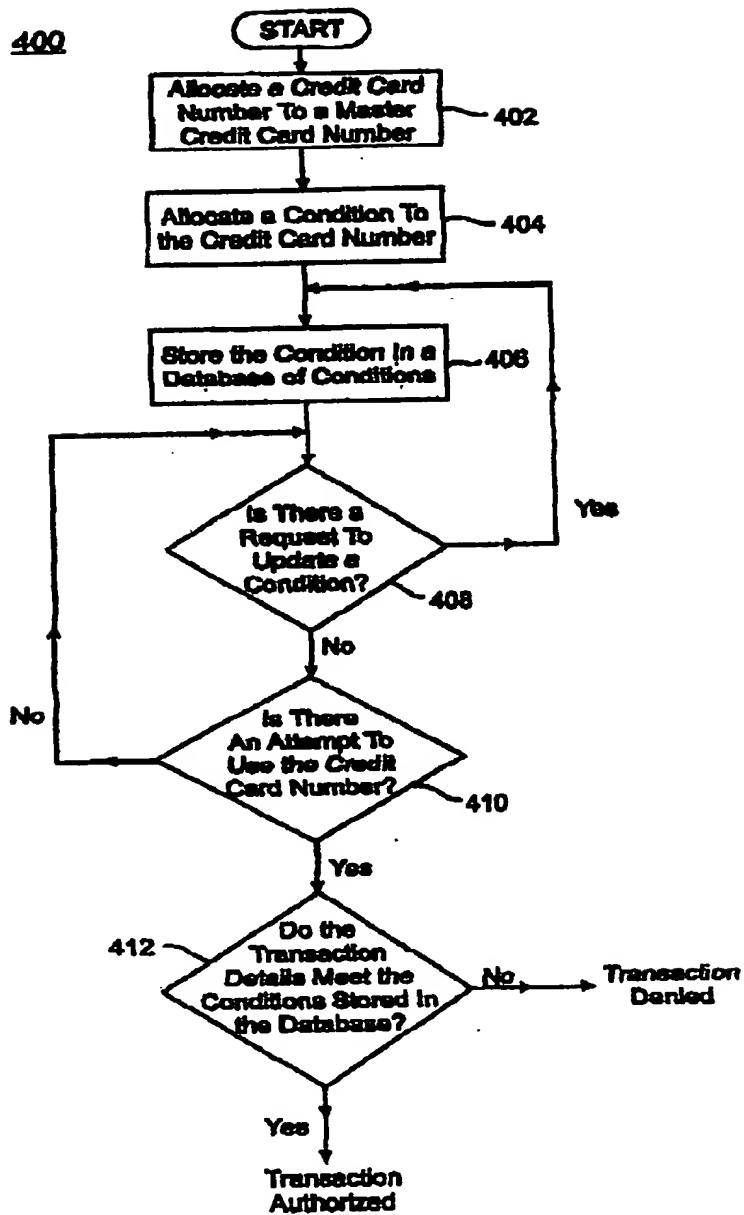 400
START
Allocate a Credit Card
Number To a Master
Credit Card Number
402
Allocate a Condition To
the Credit Card Number
404
Store the Condition In a
Database of Conditions
406
Is There a
Request To
Update a
Condition?
408
Yes
No
Is There
An Attempt To
Use the Credit
Card Number?
410
No
Yes
412
Do the
Transaction
Details Meet the
Conditions Stored In
the Database?
No
Transaction
Denied
Yes
Transaction
Authorized